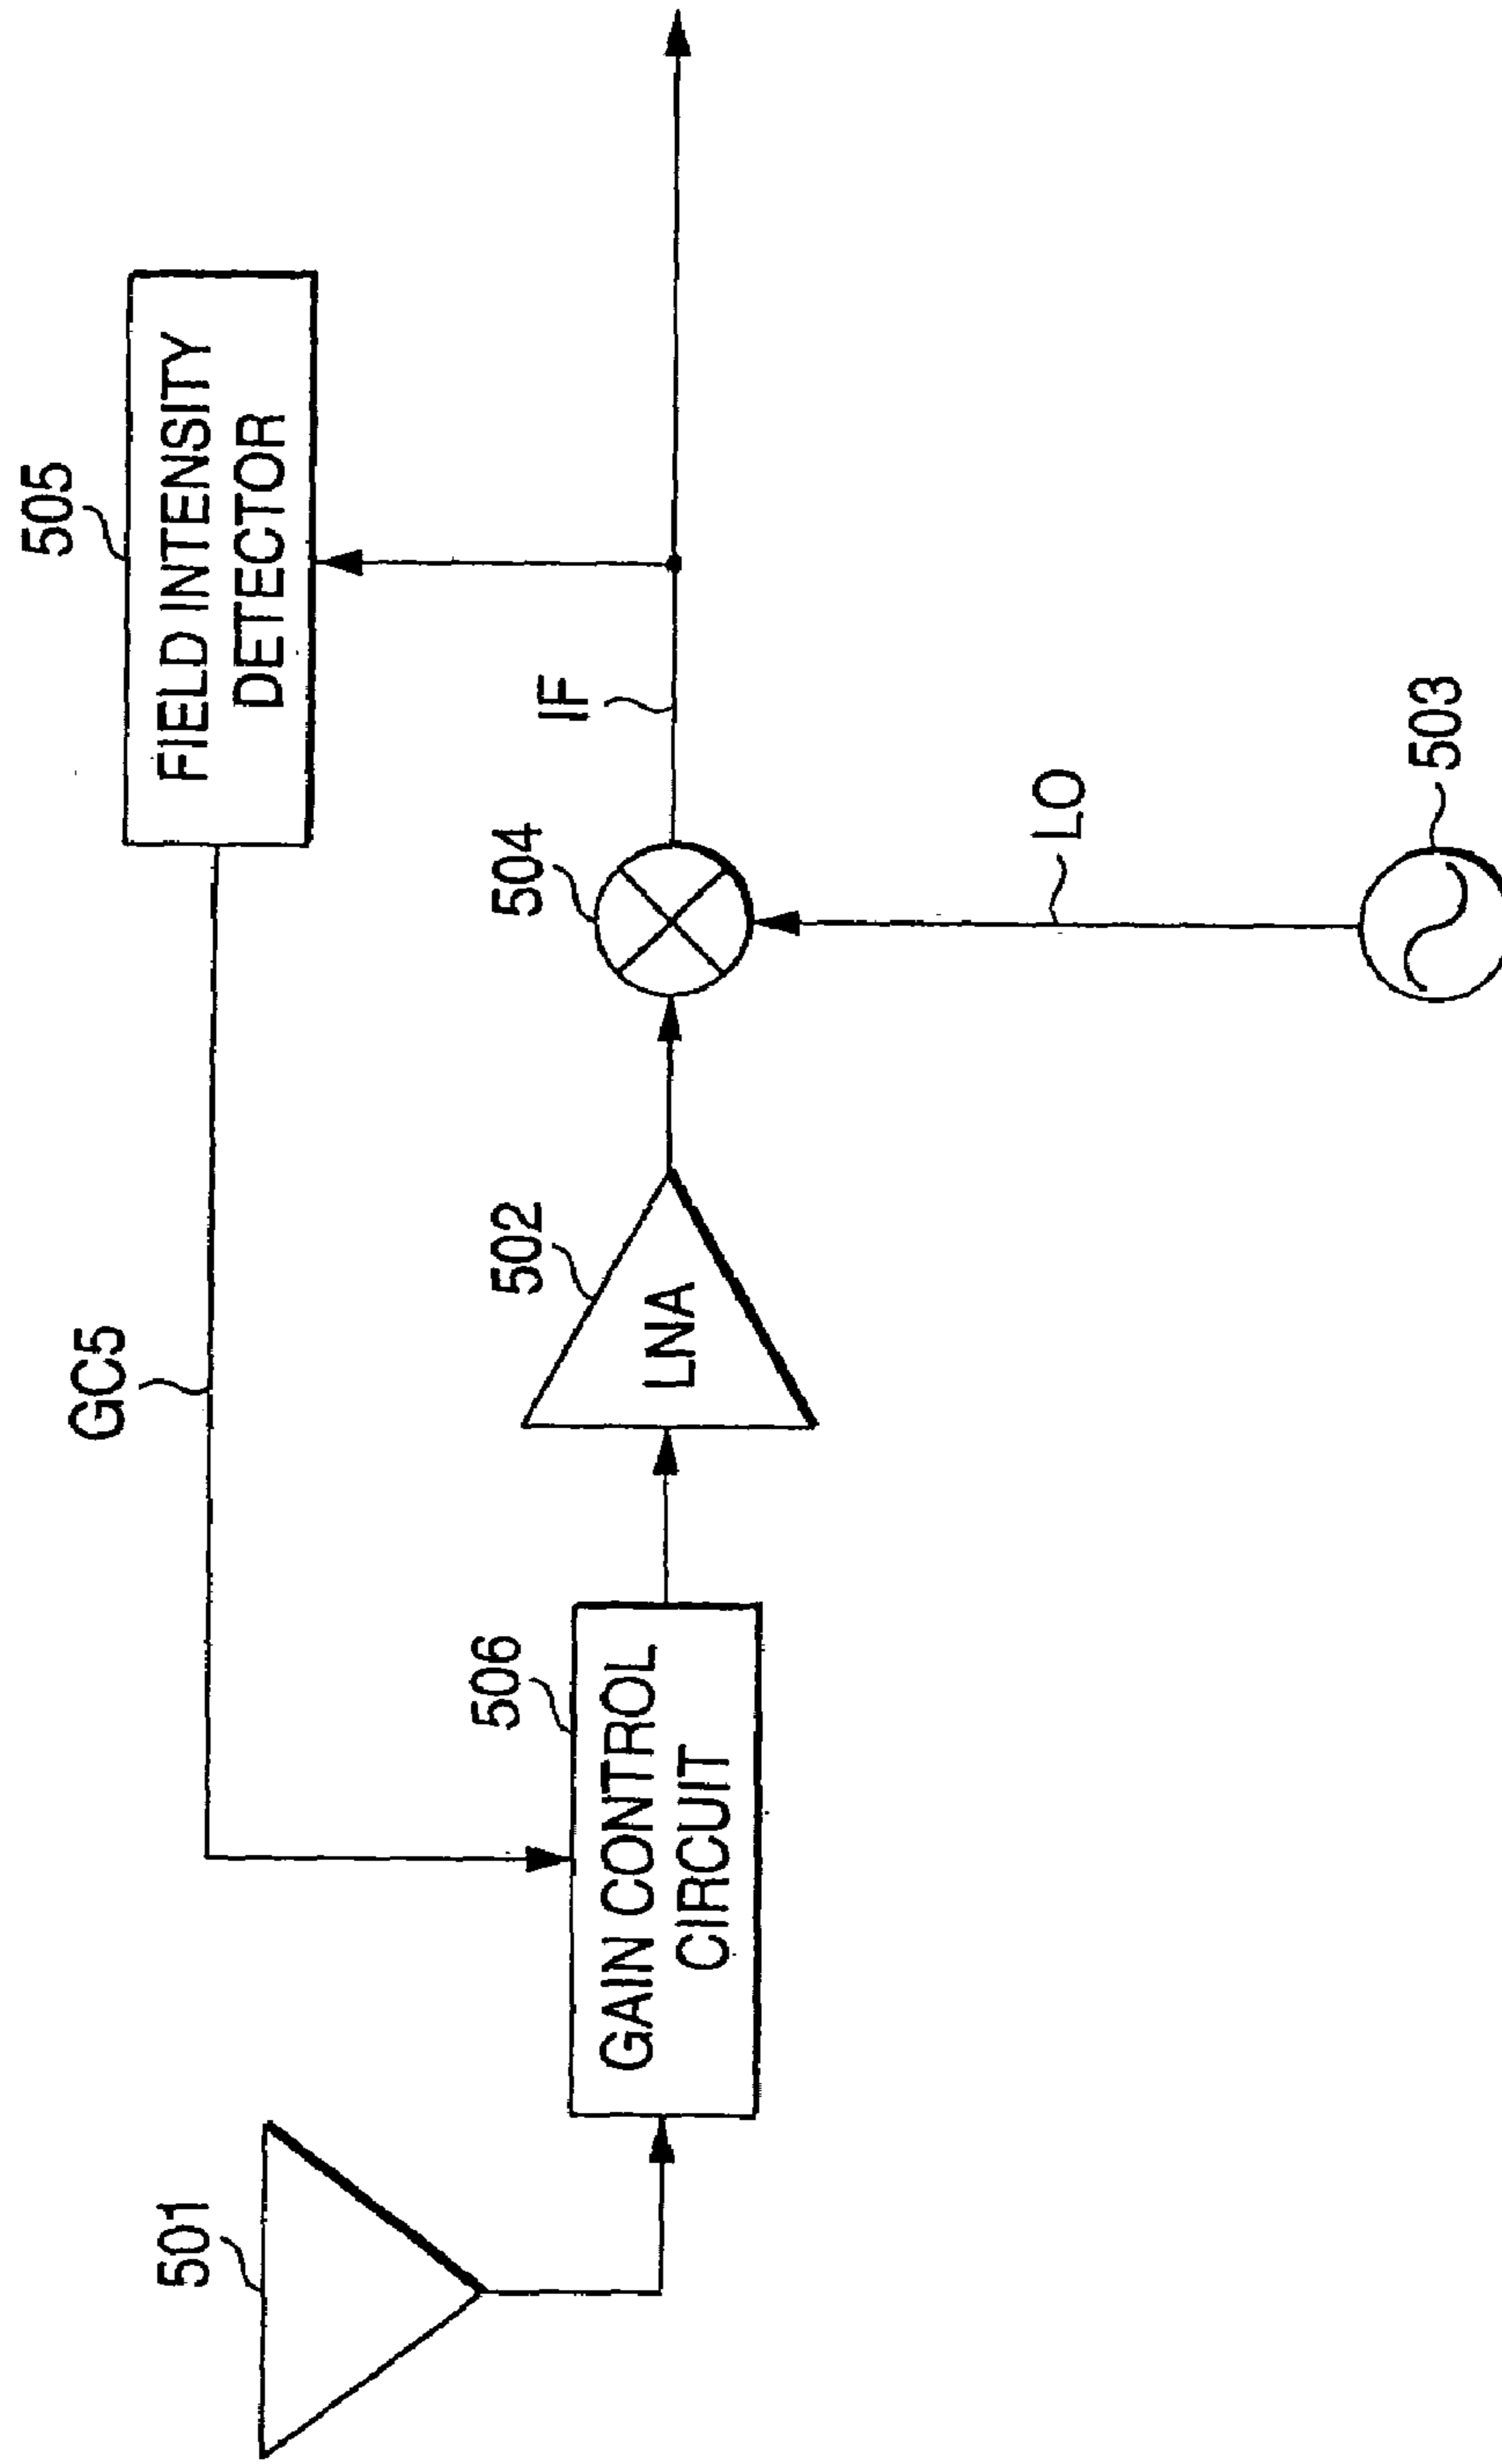 505
FIELD INTENSITY
DETECTOR
GC5
501
506
GAIN CONTROL
CIRCUIT
502
LNA
504
IF
LO
503